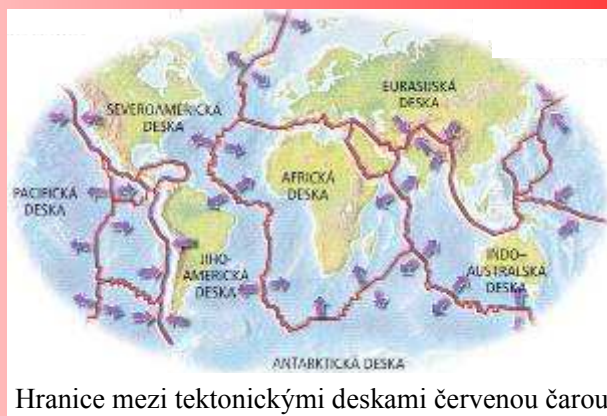 SEVEROAMERICKÁ
DESKA
EURASIJSKÁ
DESKA
AFRICKÁ
DESKA
PACIFICKÁ
DESKA
JIHO-
AMERICKÁ
DESKA
INDO-
AUSTRALSKÁ
DESKA
ANTARKTICKÁ DESKA
Hranice mezi tektonickými deskami červenou čarou